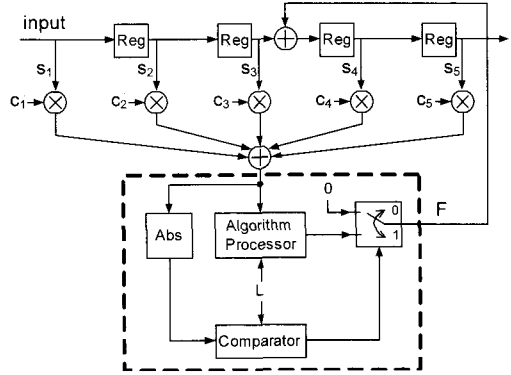 input
Reg Reg Reg Reg
S1 S2 S3 S4 S5
C1 C2 C3 C4 C5
0
F
0
1
Abs
Algorithm
Processor
L
Comparator